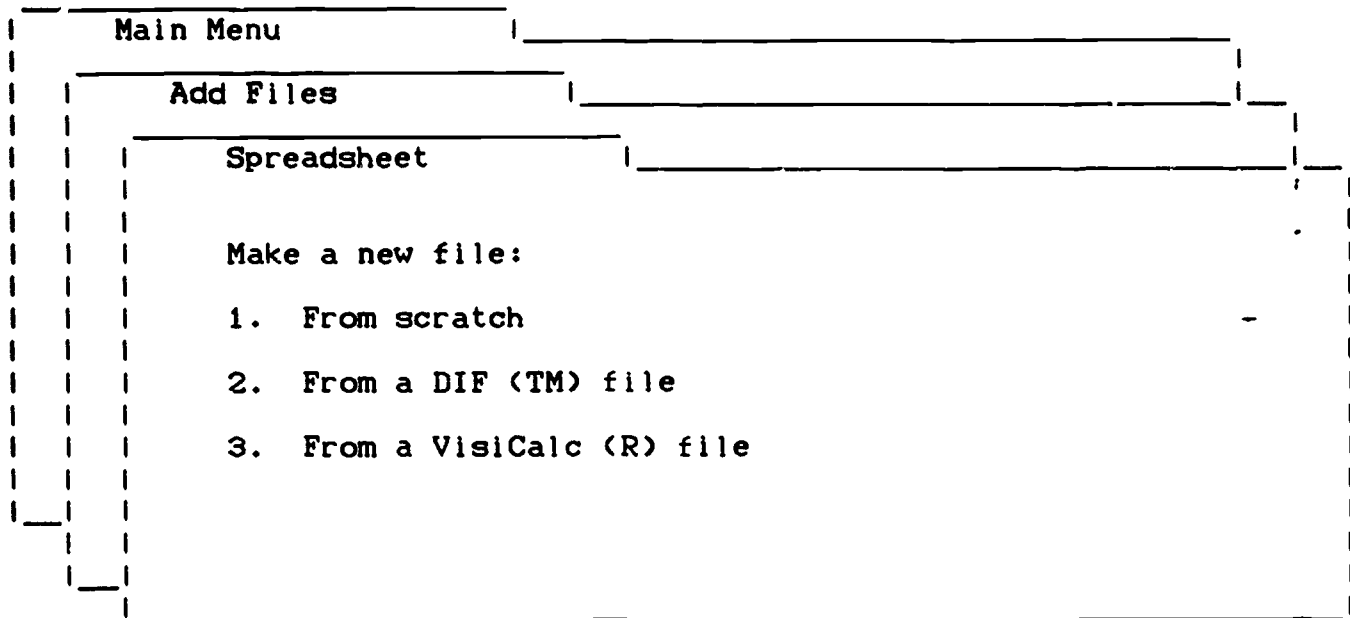 Main Menu
Add Files
Spreadsheet
Make a new file:
1. From scratch
2. From a DIF (TM) file
3. From a VisiCalc (R) file